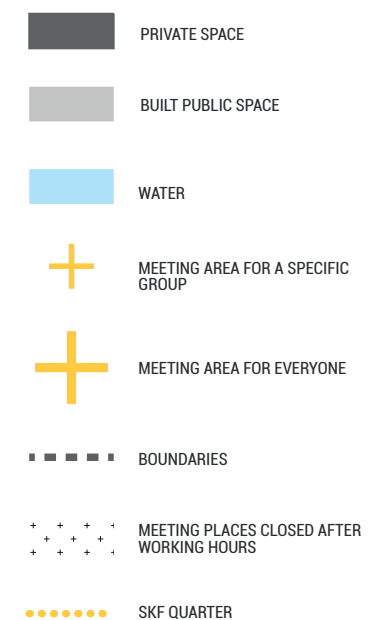 PRIVATE SPACE
BUILT PUBLIC SPACE
WATER
MEETING AREA FOR A SPECIFIC
GROUP
MEETING AREA FOR EVERYONE
BOUNDARIES
MEETING PLACES CLOSED AFTER
WORKING HOURS
SKF QUARTER